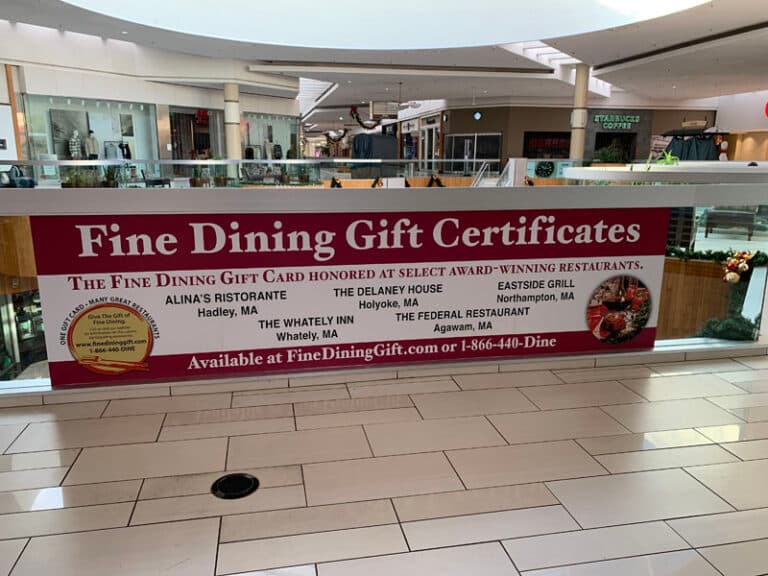 STARBUCKS COFFEE
Fine Dining Gift Certificates
THE FINE DINING GIFT CARD HONORED AT SELECT AWARD-WINNING RESTAURANTS.
ALINA'S RISTORANTE
Hadley, MA
THE DELANEY HOUSE
Holyoke, MA
EASTSIDE GRILL
Northampton, MA
THE WHATELY INN
Whately, MA
THE FEDERAL RESTAURANT
Agawam, MA
ONE GIFT CARD - MANY GREAT RESTAURANTS
Give The Gift of
Fine Dining.
www.finedininggift.com
1-866-440-DINE
Available at FineDiningGift.com or 1-866-440-Dine